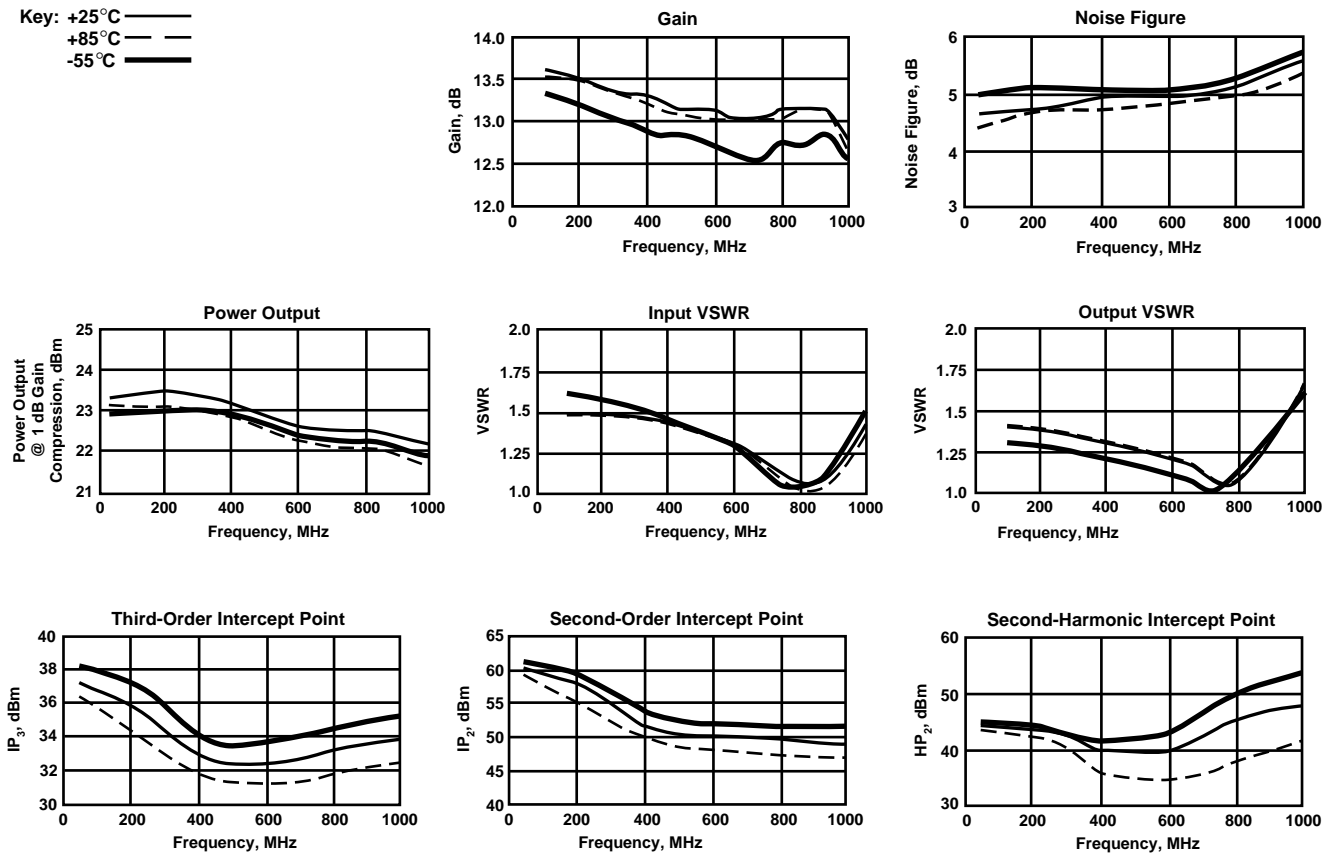 Key: +25°C
+85°C
-55°C
Gain
14.0
13.5
13.0
12.5
12.0
Gain, dB
0 200 400 600 800 1000
Frequency, MHz
Noise Figure
6
5
4
3
Noise Figure, dB
0 200 400 600 800 1000
Frequency, MHz
Power Output
25
24
23
22
21
Power Output
@ 1 dB Gain
Compression, dBm
200 400 600 800 1000
Frequency, MHz
Input VSWR
2.0
1.75
1.5
1.25
1.0
VSWR
200 400 600 800 1000
Frequency, MHz
Output VSWR
2.0
1.75
1.5
1.25
1.0
VSWR
200 400 600 800 1000
Frequency, MHz
Third-Order Intercept Point
40
38
36
34
32
30
IP3, dBm
0 200 400 600 800 1000
Frequency, MHz
Second-Order Intercept Point
65
60
55
50
45
40
IP2, dBm
0 200 400 600 800 1000
Frequency, MHz
Second-Harmonic Intercept Point
60
50
40
30
HP2, dBm
0 200 400 600 800 1000
Frequency, MHz